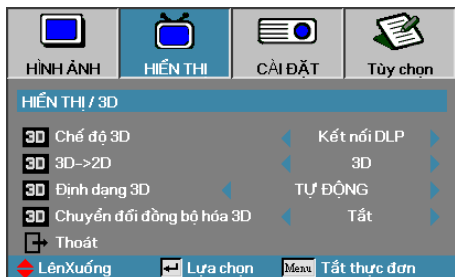 HÌNH ẢNH HIỂN THỊ CÀI ĐẶT Tùy chọn
HIỂN THỊ / 3D
3D Chế độ 3D Kết nối DLP
3D 3D->2D 3D
3D Định dạng 3D TỰ ĐỘNG
3D Chuyển đổi đồng bộ hóa 3D Tắt
Thoát
LênXuống Lựa chọn Menu Tắt thực đơn